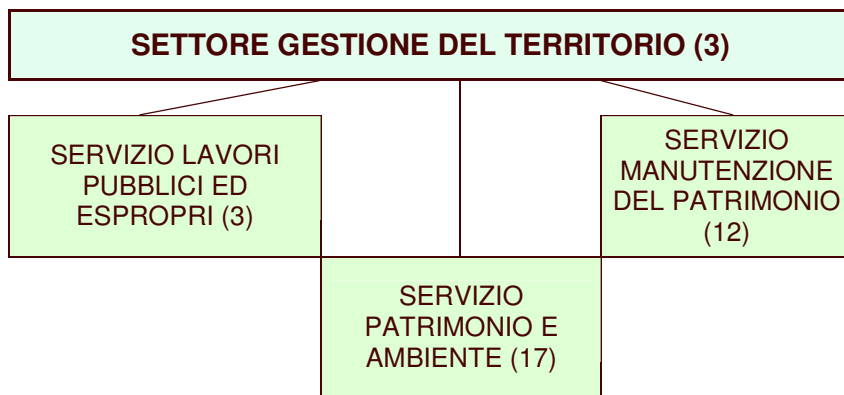 SETTORE GESTIONE DEL TERRITORIO (3)
SERVIZIO LAVORI
PUBBLICI ED
ESPROPRI (3)
SERVIZIO
MANUTENZIONE
DEL PATRIMONIO
(12)
SERVIZIO
PATRIMONIO E
AMBIENTE (17)